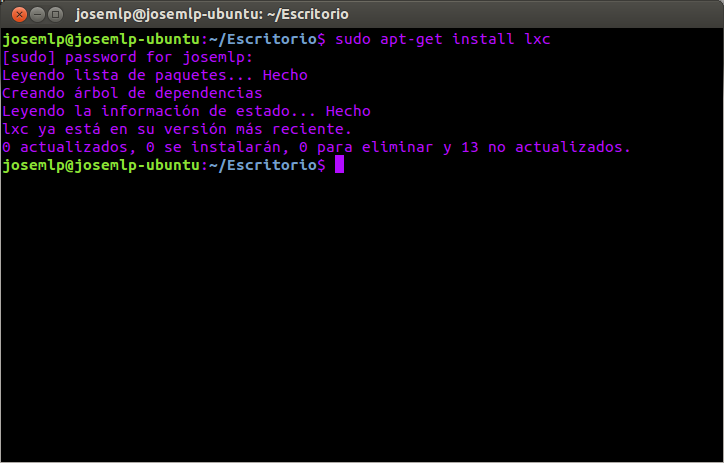 josemlp@josemlp-ubuntu: ~/Escritorio
josemlp@josemlp-ubuntu:~/Escritorio$ sudo apt-get install lxc
[sudo] password for josemlp:
Leyendo lista de paquetes... Hecho
Creando árbol de dependencias
Leyendo la información de estado... Hecho
lxc ya está en su versión más reciente.
0 actualizados, 0 se instalarán, 0 para eliminar y 13 no actualizados.
josemlp@josemlp-ubuntu:~/Escritorio$